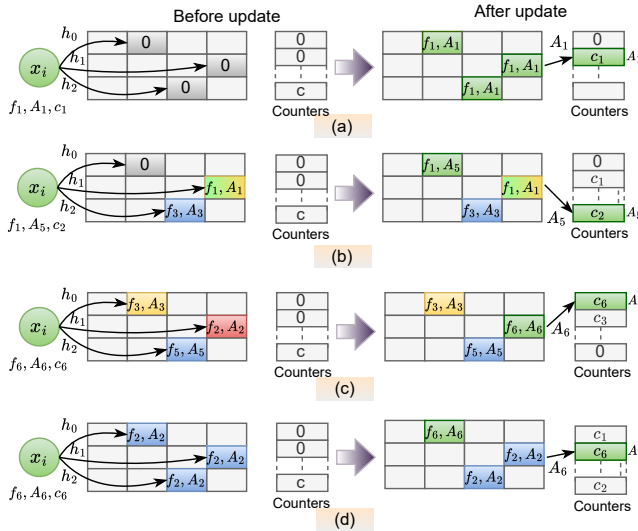 Before update
After update
h₀
h₁
h₂
xᵢ
f₁, A₁, c₁
0
0
0
0
0
c
Counters
f₁, A₁
f₁, A₁
f₁, A₁
A₁
0
c₁
A
Counters
(a)
h₀
h₁
h₂
xᵢ
f₁, A₅, c₂
0
f₁, A₁
f₃, A₃
0
0
c
Counters
f₁, A₅
f₁, A₁
f₃, A₃
A₅
0
c₁
c₂
A₅
Counters
(b)
h₀
h₁
h₂
xᵢ
f₆, A₆, c₆
f₃, A₃
f₂, A₂
f₅, A₅
0
0
c
Counters
f₃, A₃
f₆, A₆
f₅, A₅
A₆
c₆
A
c₃
0
Counters
(c)
h₀
h₁
h₂
xᵢ
f₆, A₆, c₆
f₂, A₂
f₂, A₂
f₂, A₂
0
0
c
Counters
f₆, A₆
f₂, A₂
f₂, A₂
A₆
c₁
c₆
A
c₂
Counters
(d)